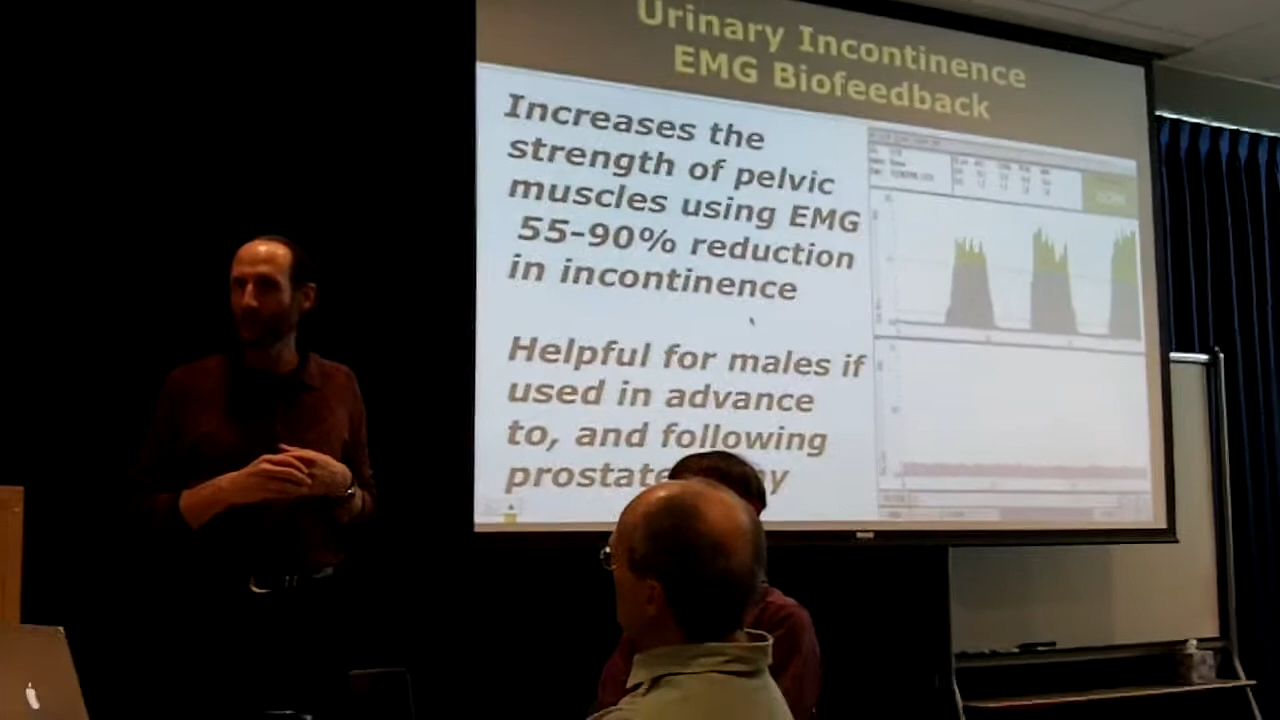 Urinary Incontinence
EMG Biofeedback
Increases the
strength of pelvic
muscles using EMG
55-90% reduction
in incontinence
Helpful for males if
used in advance
to, and following